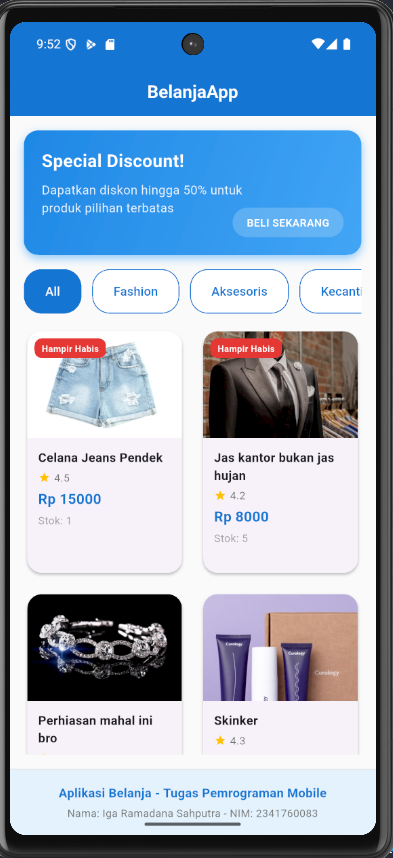 9:52
BelanjaApp
Special Discount!
Dapatkan diskon hingga 50% untuk
produk pilihan terbatas
BELI SEKARANG
All
Fashion
Aksesoris
Kecanti
Hampir Habis
Celana Jeans Pendek
4.5
Rp 15000
Stok: 1
Hampir Habis
Jas kantor bukan jas
hujan
4.2
Rp 8000
Stok: 5
Perhiasan mahal ini
bro
Curology
Curology
Skinker
4.3
Aplikasi Belanja - Tugas Pemrograman Mobile
Nama: Iga Ramadana Sahputra - NIM: 2341760083